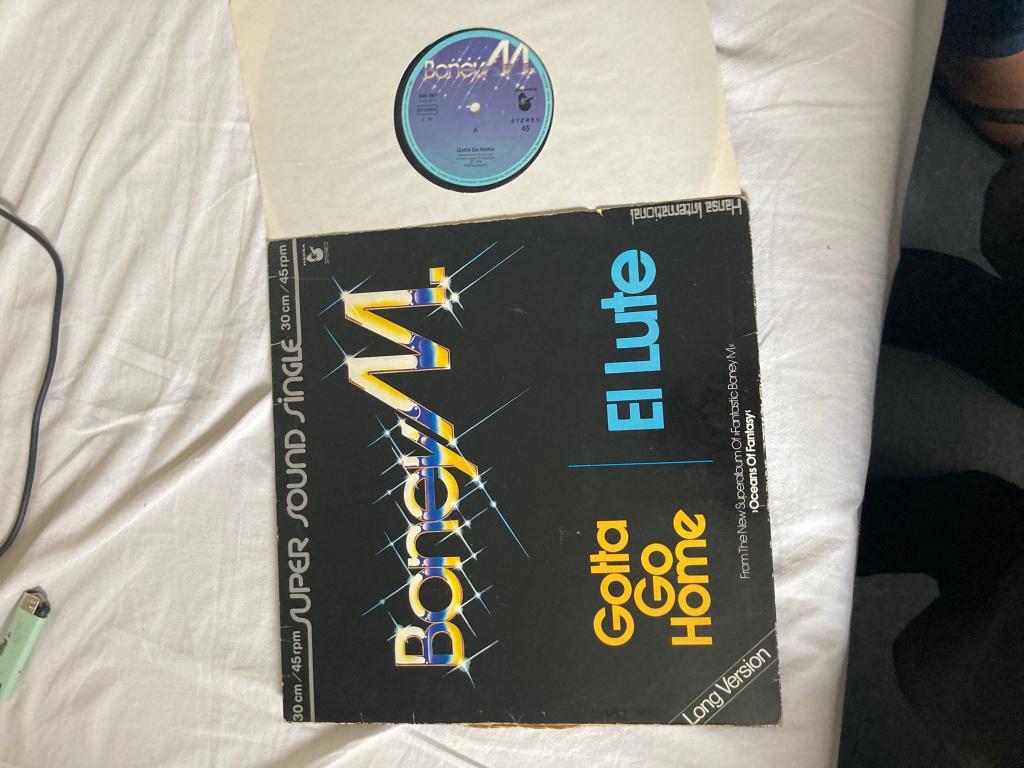 Boney M.
HANSA
STEREO
45
A
Gotta Go Home
30 cm / 45 rpm SUPER SOUND SINGLE 30 cm / 45 rpm
HANSA
STEREO
Boney M.
Gotta
Go
Home
El Lute
From The New Superalbum Of ›Fantastic Boney M‹
›Oceans Of Fantasy‹
Long Version
Hansa International